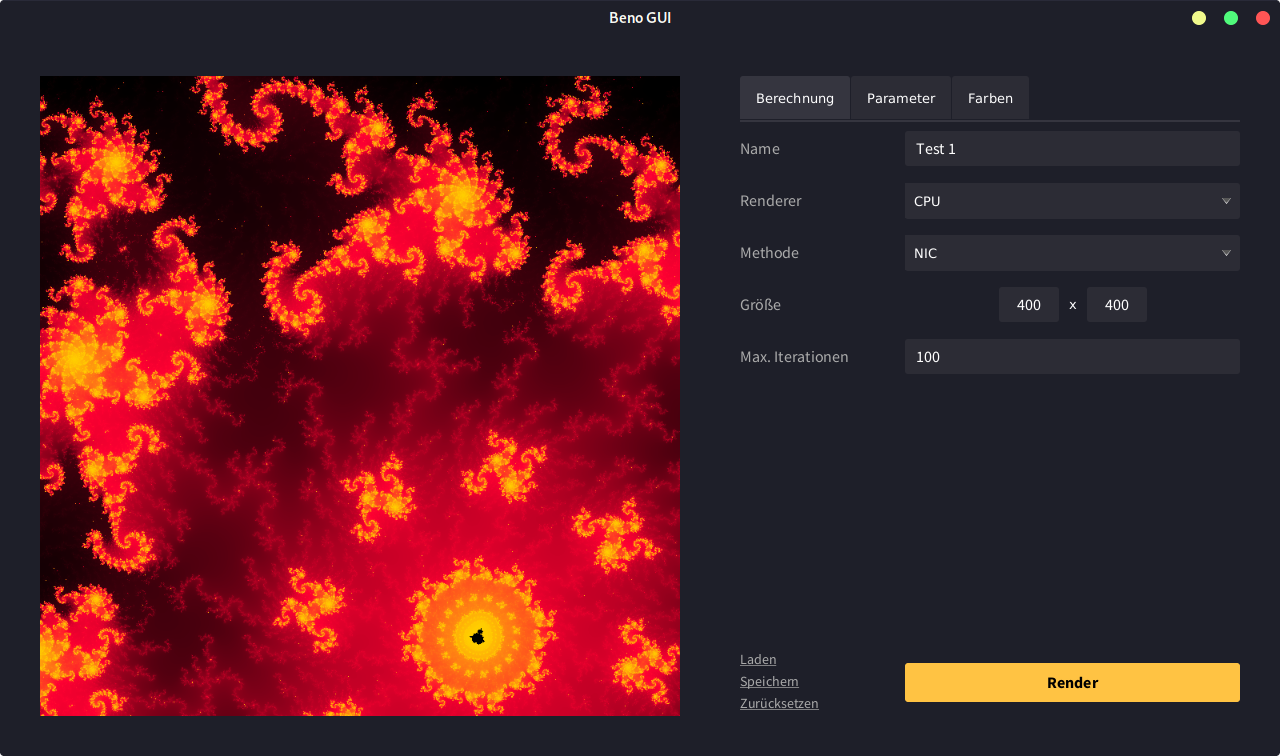 Beno GUI
Berechnung Parameter Farben
Name Test 1
Renderer CPU
Methode NIC
Größe 400 x 400
Max. Iterationen 100
Laden
Speichern
Zurücksetzen
Render